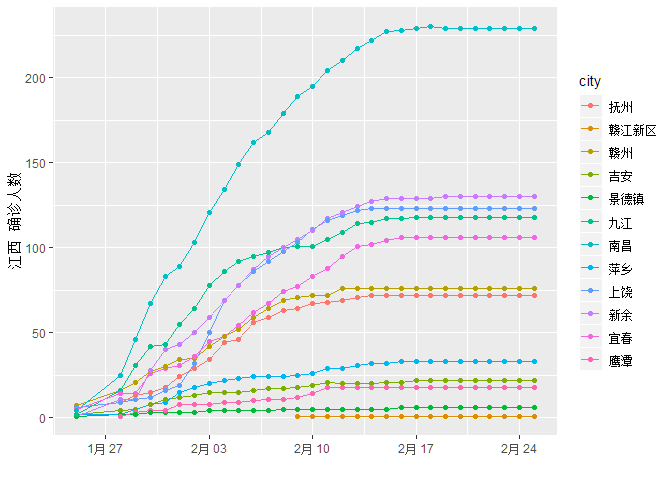 江西 确诊人数
200
150
100
50
0
1月 27
2月 03
2月 10
2月 17
2月 24
city
抚州
赣江新区
赣州
吉安
景德镇
九江
南昌
萍乡
上饶
新余
宜春
鹰潭